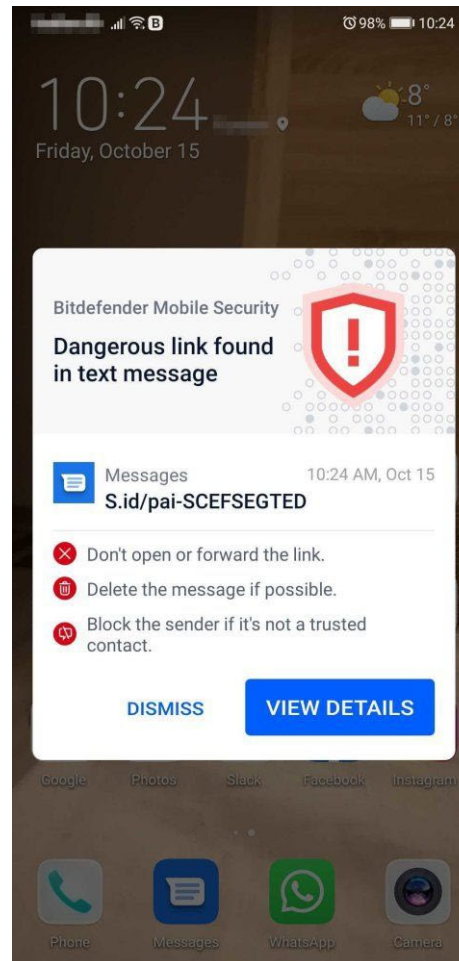 98% 10:24
10:24
Friday, October 15
8°
11° / 8°
Bitdefender Mobile Security
Dangerous link found
in text message
Messages 10:24 AM, Oct 15
S.id/pai-SCEFSEGTED
Don't open or forward the link.
Delete the message if possible.
Block the sender if it's not a trusted
contact.
DISMISS VIEW DETAILS
Google Photos Slack Facebook Instagram
Phone Messages WhatsApp Camera